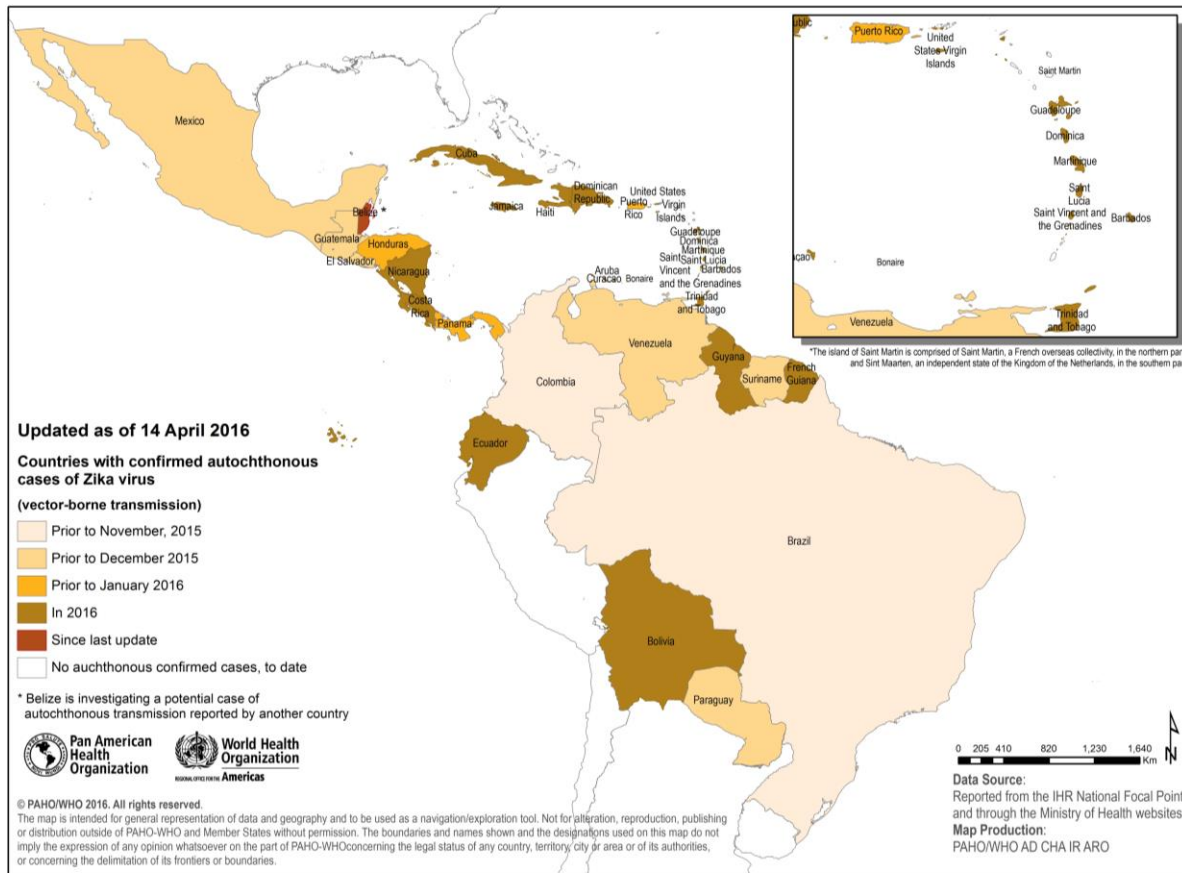 Mexico
Belize *
Guatemala
El Salvador
Honduras
Nicaragua
Costa
Rica
Panama
Cuba
Jamaica
Haiti
Dominican
Republic
Puerto
Rico
United States
Virgin
Islands
Guadeloupe
Dominica
Martinique
Saint Lucia
Saint
Vincent
and the Grenadines
Barbados
Aruba
Curacao
Bonaire
Trinidad
and Tobago
Venezuela
Colombia
Guyana
Suriname
French
Guiana
Ecuador
Brazil
Bolivia
Paraguay
ublic
Puerto Rico
United
States Virgin
Islands
Saint Martin
Guadeloupe
Dominica
Martinique
Saint
Lucia
Saint Vincent and
the Grenadines
Barbados
acao
Bonaire
Venezuela
Trinidad
and Tobago
*The island of Saint Martin is comprised of Saint Martin, a French overseas collectivity, in the northern par
and Sint Maarten, an independent state of the Kingdom of the Netherlands, in the southern pa
Updated as of 14 April 2016
Countries with confirmed autochthonous
cases of Zika virus
(vector-borne transmission)
Prior to November, 2015
Prior to December 2015
Prior to January 2016
In 2016
Since last update
No auchthonous confirmed cases, to date
* Belize is investigating a potential case of
autochthonous transmission reported by another country
Pan American
Health
Organization
World Health
Organization
REGIONAL OFFICE FOR THE Americas
© PAHO/WHO 2016. All rights reserved.
The map is intended for general representation of data and geography and to be used as a navigation/exploration tool. Not for alteration, reproduction, publishing
or distribution outside of PAHO-WHO and Member States without permission. The boundaries and names shown and the designations used on this map do not
imply the expression of any opinion whatsoever on the part of PAHO-WHOconcerning the legal status of any country, territory, city or area or of its authorities,
or concerning the delimitation of its frontiers or boundaries.
N
0 205 410 820 1,230 1,640
Km
Data Source:
Reported from the IHR National Focal Point
and through the Ministry of Health websites
Map Production:
PAHO/WHO AD CHA IR ARO